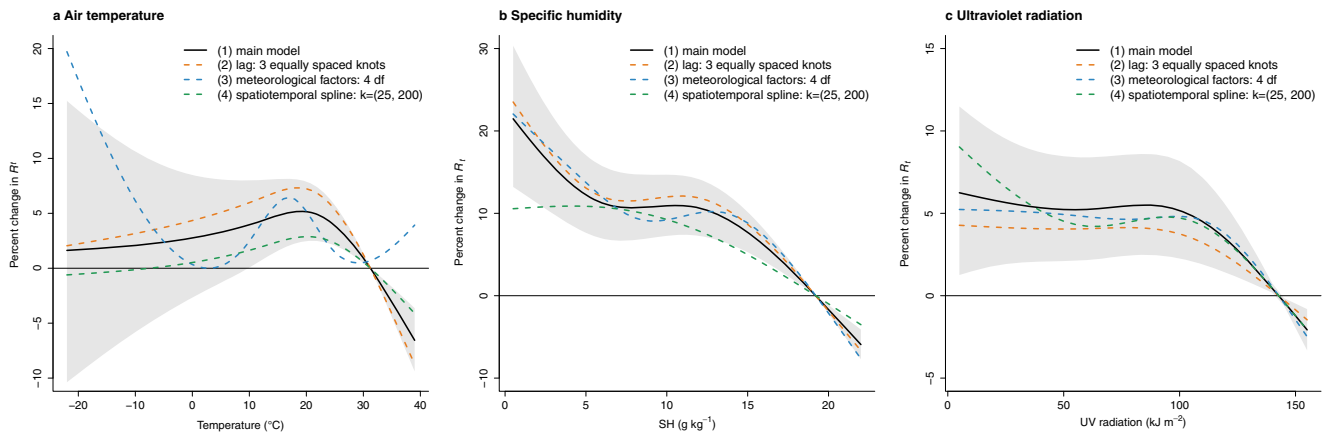 a Air temperature
20
15
10
5
0
−5
−10
Percent change in Rt
(1) main model
(2) lag: 3 equally spaced knots
(3) meteorological factors: 4 df
(4) spatiotemporal spline: k=(25, 200)
−20 −10 0 10 20 30 40
Temperature (°C)
b Specific humidity
30
20
10
0
−10
Percent change in Rt
(1) main model
(2) lag: 3 equally spaced knots
(3) meteorological factors: 4 df
(4) spatiotemporal spline: k=(25, 200)
0 5 10 15 20
SH (g kg⁻¹)
c Ultraviolet radiation
15
10
5
0
−5
Percent change in Rt
(1) main model
(2) lag: 3 equally spaced knots
(3) meteorological factors: 4 df
(4) spatiotemporal spline: k=(25, 200)
0 50 100 150
UV radiation (kJ m⁻²)